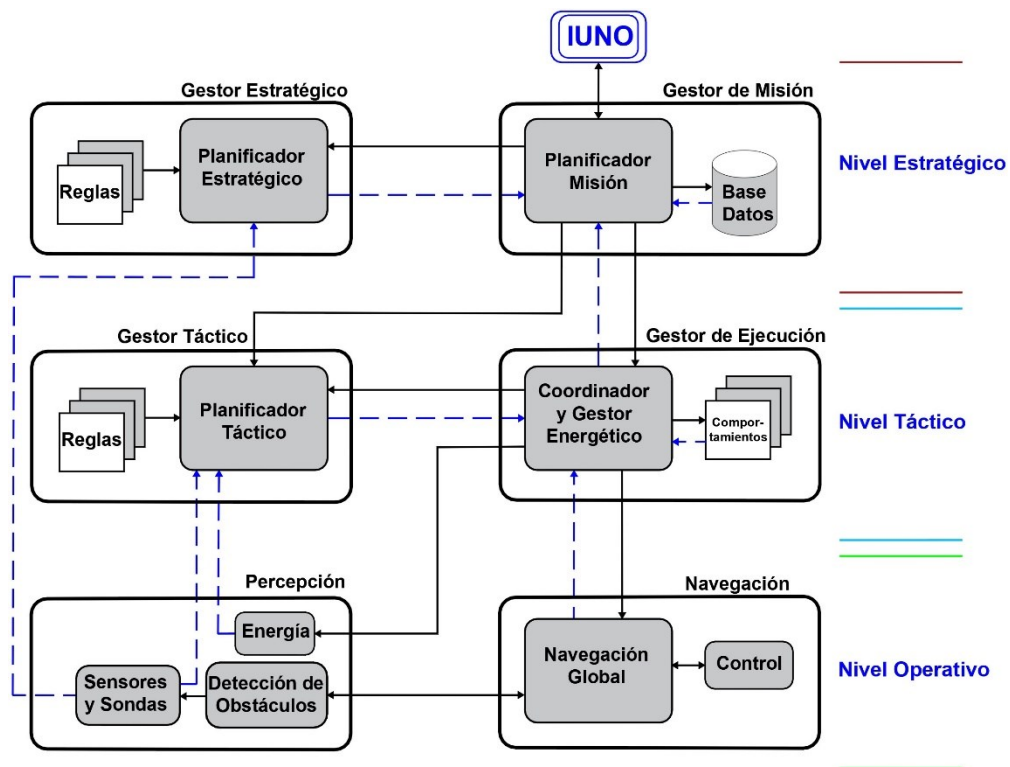 IUNO
Gestor Estratégico
Gestor de Misión
Reglas
Planificador
Estratégico
Planificador
Misión
Base
Datos
Nivel Estratégico
Gestor Táctico
Gestor de Ejecución
Reglas
Planificador
Táctico
Coordinador
y Gestor
Energético
Compor-
tamientos
Nivel Táctico
Percepción
Navegación
Energía
Sensores
y Sondas
Detección de
Obstáculos
Navegación
Global
Control
Nivel Operativo